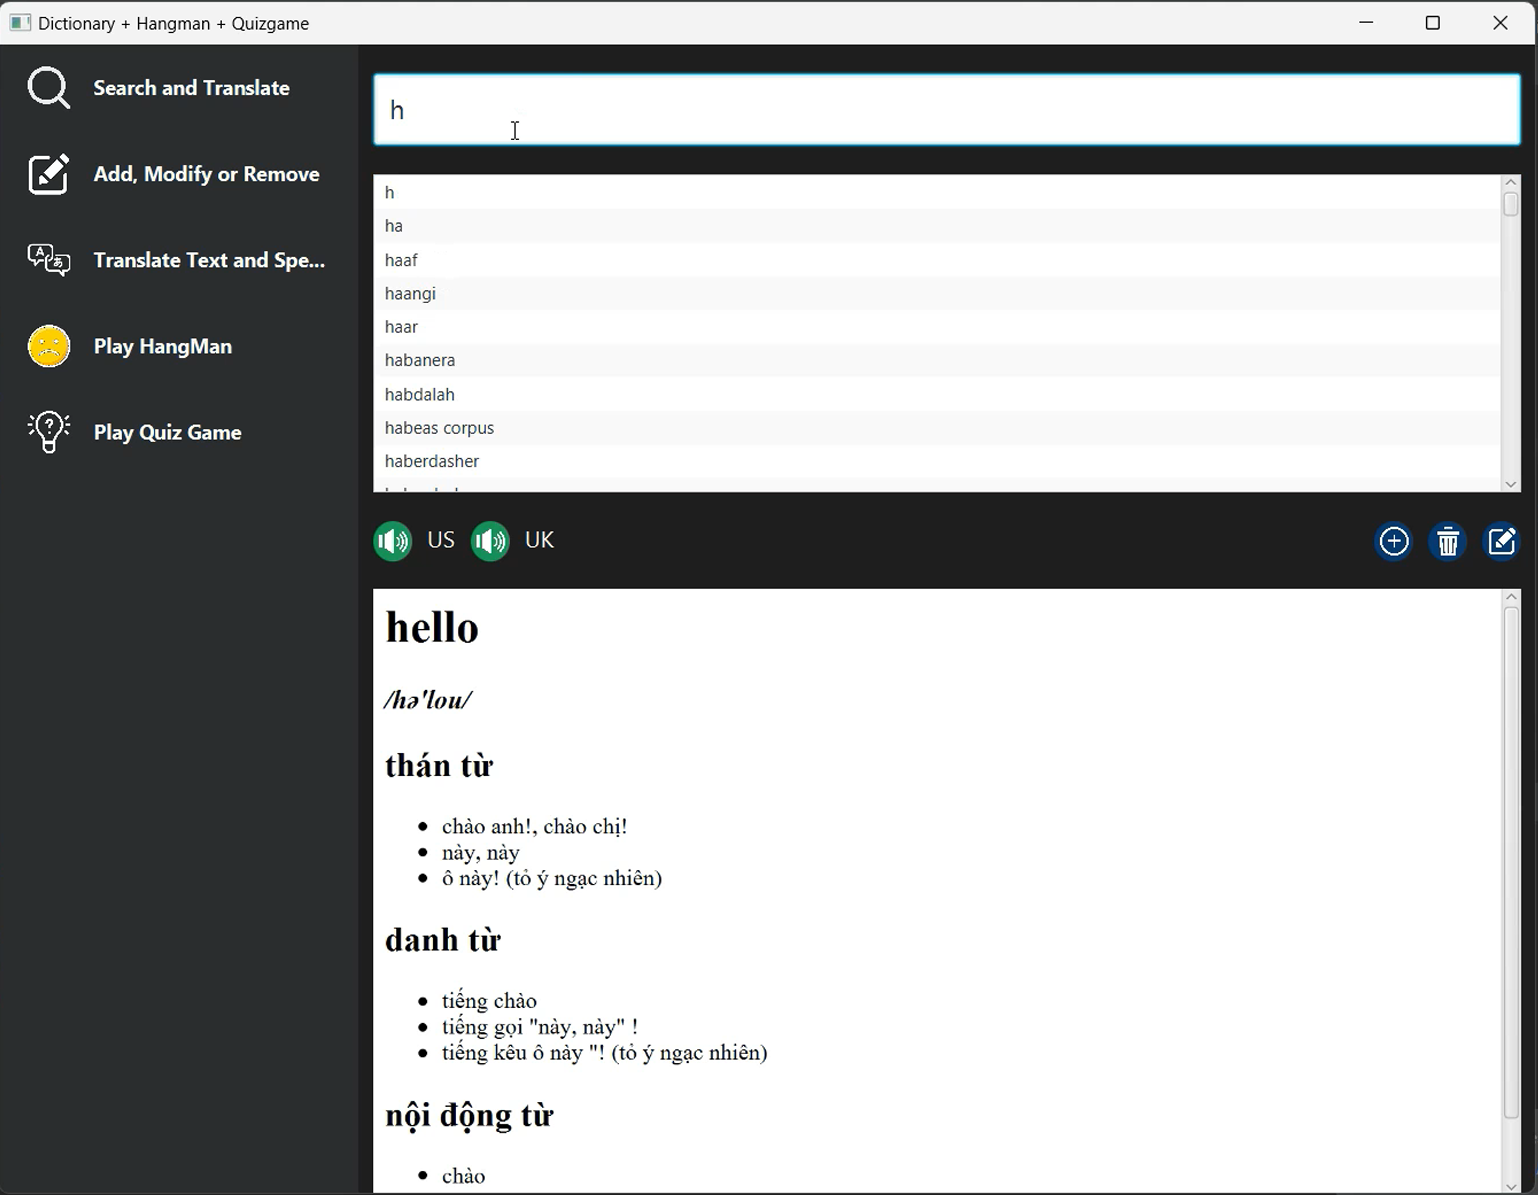 Dictionary + Hangman + Quizgame
Search and Translate
Add, Modify or Remove
Translate Text and Spe...
Play HangMan
Play Quiz Game
h
h
ha
haaf
haangi
haar
habanera
habdalah
habeas corpus
haberdasher
US UK
hello
/hə'lou/
thán từ
• chào anh!, chào chị!
• này, này
• ô này! (tỏ ý ngạc nhiên)
danh từ
• tiếng chào
• tiếng gọi "này, này" !
• tiếng kêu ô này "! (tỏ ý ngạc nhiên)
nội động từ
• chào